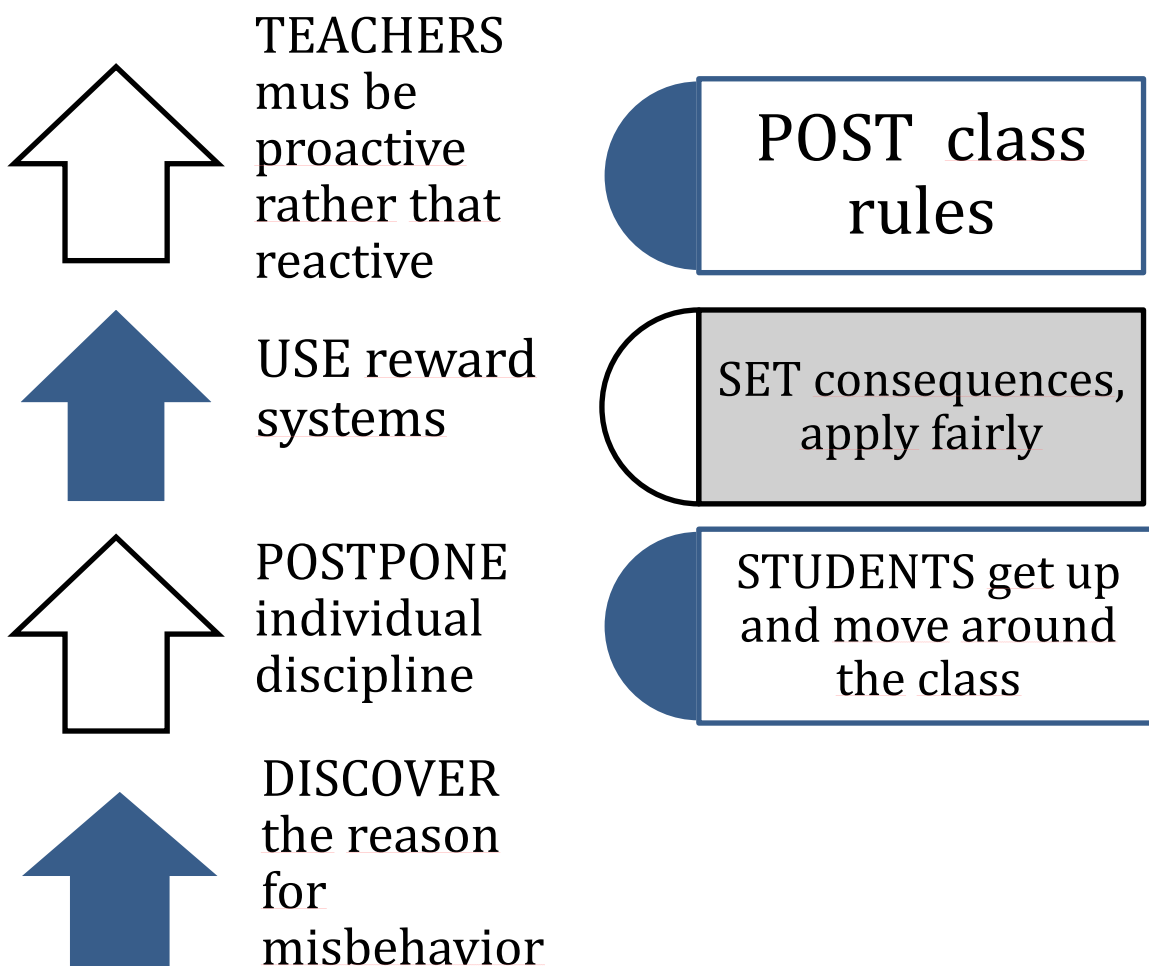 TEACHERS
mus be
proactive
rather that
reactive
USE reward
systems
POSTPONE
individual
discipline
DISCOVER
the reason
for
misbehavior
POST class
rules
SET consequences,
apply fairly
STUDENTS get up
and move around
the class